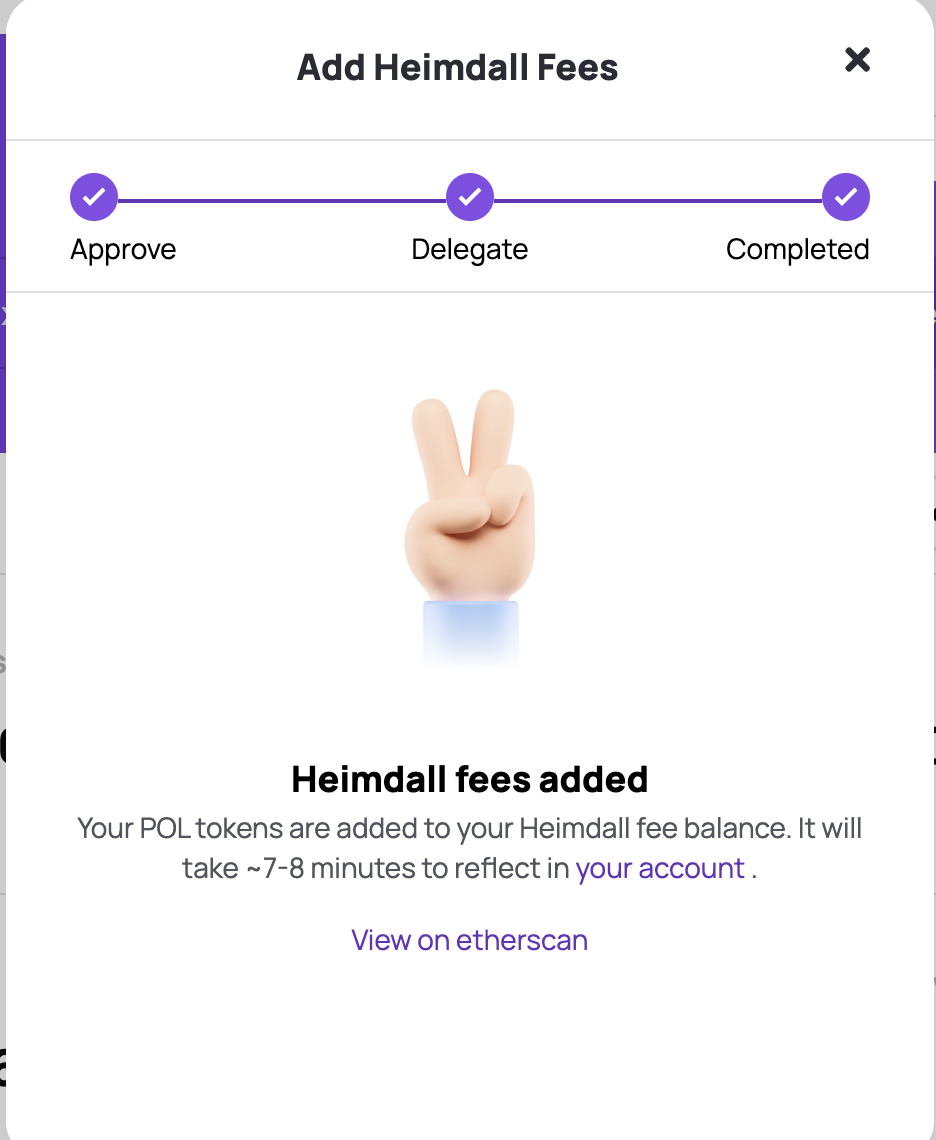 Add Heimdall Fees
Approve
Delegate
Completed
Heimdall fees added
Your POL tokens are added to your Heimdall fee balance. It will
take ~7-8 minutes to reflect in your account .
View on etherscan